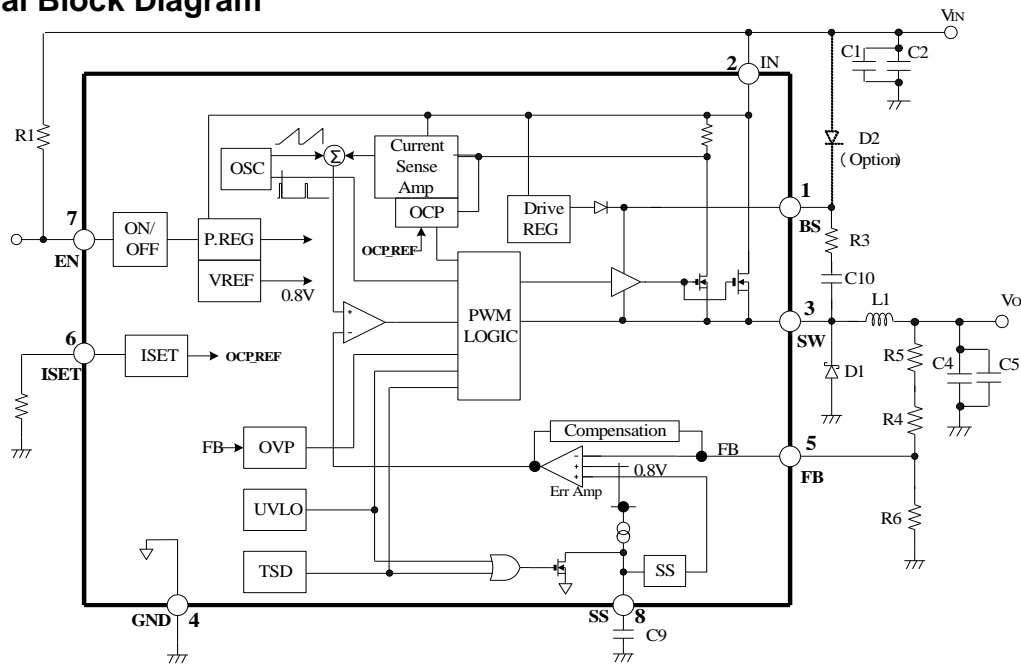 al Block Diagram
VIN
2 IN
C1 C2
R1
D2
(Option)
OSC
Σ
Current
Sense
Amp
OCP
OCP_REF
Drive
REG
1
BS
R3
C10
7
EN
ON/
OFF
P.REG
VREF
0.8V
PWM
LOGIC
+
-
3
SW
L1
VO
6
ISET
ISET
OCP_REF
D1
R5
C4
C5
R4
FB
OVP
Compensation
FB
5
FB
-
+
+
0.8V
Err Amp
R6
UVLO
TSD
SS
GND 4
SS 8
C9